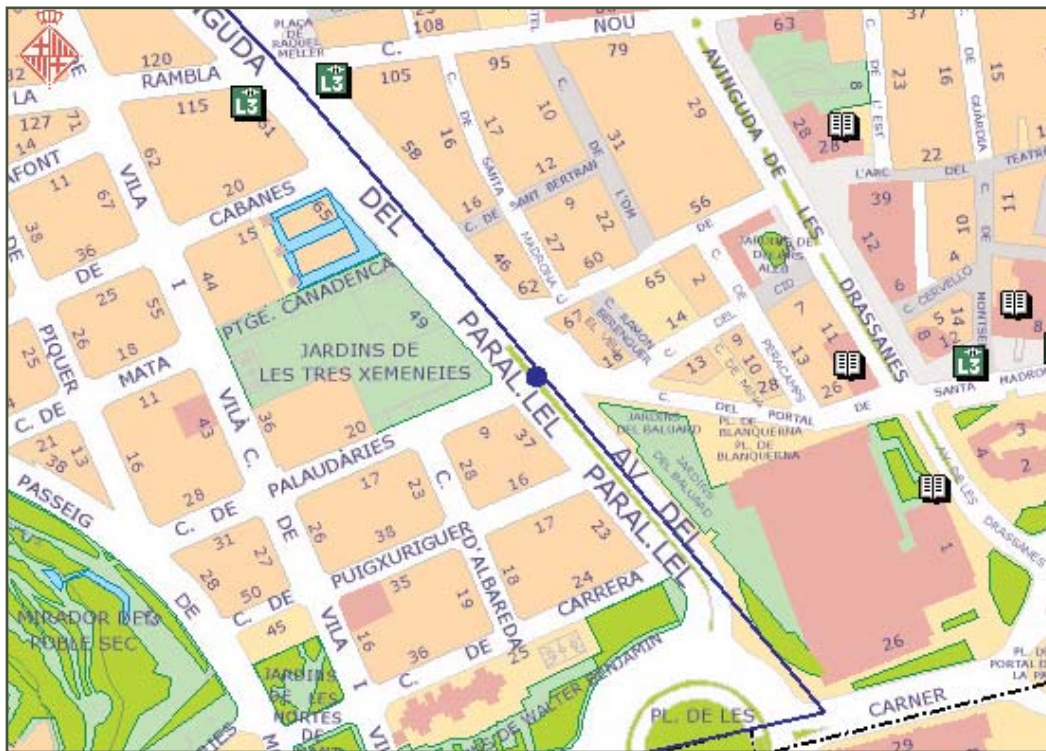 AVINGUDA DEL PARAL.LEL
PLAÇA
DE
RAQUEL
MELLER
108
C.
NOU
63
37
15
120
RAMBLA
LA
L3
L3
105
95
79
AVINGUDA DE LES DRASSANES
C. DE L'EST
23
16
8
28
28
GUÀRDIA
115
61
127
14
71
62
20
CABANES
VILA I VILÀ
16
58
17
10
31
29
C. DE SANTA MADRONA
C. DE L'OM
12
C. DE SANT BERTRAN
22
L'ARC DEL TEATRE
11
67
38
36
DE
15
65
44
16
9
22
27
60
46
62
56
39
12
6
10
4
11
C. DE MONTSERRAT
C. CERVELLO
5
14
8
12
L3
8
JARDINS DE
CID
PTGE. CANADENCA
49
JARDINS DE
LES TRES XEMENEIES
25
55
26
18
PIQUER
25
MATA
C. DE
65
2
14
67
C. RAMON
BERENGUER
EL VELL
C. DEL
13
9
10
28
PERACAMPS
7
11
13
26
SANTA MADRONA
DE
C. DEL PORTAL
PL. DE
BLANQUERNA
PL. DE
BLANQUERNA
JARDINS
DEL BALUARD
JARDINS
DEL BALUARD
11
43
36
20
16
21
13
38
28
C. DE
PALAUDÀRIES
9
37
28
16
17
23
PASSEIG
DE
C. D'ALBAREDA
PARAL.LEL
AV. DEL
PARAL.LEL
3
2
4
AV. DE LES
DRASSANES
1
26
31
27
28
50
26
38
PUIGXURIGUER
17
23
18
24
CARRERA
35
19
16
36
C. DE
MIRADOR DEL
POBLE SEC
45
JARDINS
DE
LES
HORTES
DE
VILA I
C. DE
DE WALTER BENJAMIN
PL. DE LES
CARNER
29
PL. DE
PORTAL DE
LA PA